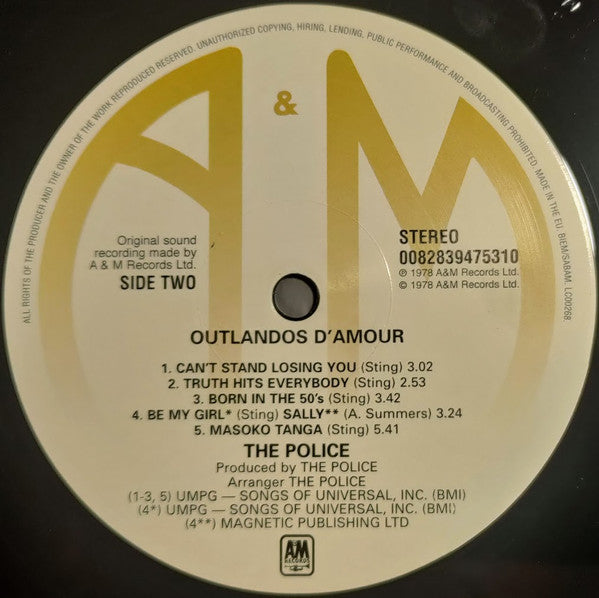 ALL RIGHTS OF THE PRODUCER AND THE OWNER OF THE WORK REPRODUCED RESERVED. UNAUTHORIZED COPYING, HIRING, LENDING, PUBLIC PERFORMANCE AND BROADCASTING PROHIBITED. MADE IN THE EU. BIEM/SABAM. LC00268.
A & M
Original sound
recording made by
A & M Records Ltd.
SIDE TWO
STEREO
0082839475310
℗ 1978 A&M Records Ltd.
© 1978 A&M Records Ltd.
OUTLANDOS D'AMOUR
1. CAN'T STAND LOSING YOU (Sting) 3.02
2. TRUTH HITS EVERYBODY (Sting) 2.53
3. BORN IN THE 50's (Sting) 3.42
4. BE MY GIRL* (Sting) SALLY** (A. Summers) 3.24
5. MASOKO TANGA (Sting) 5.41
THE POLICE
Produced by THE POLICE
Arranger THE POLICE
(1-3, 5) UMPG — SONGS OF UNIVERSAL, INC. (BMI)
(4*) UMPG — SONGS OF UNIVERSAL, INC. (BMI)
(4**) MAGNETIC PUBLISHING LTD
A&M
RECORDS